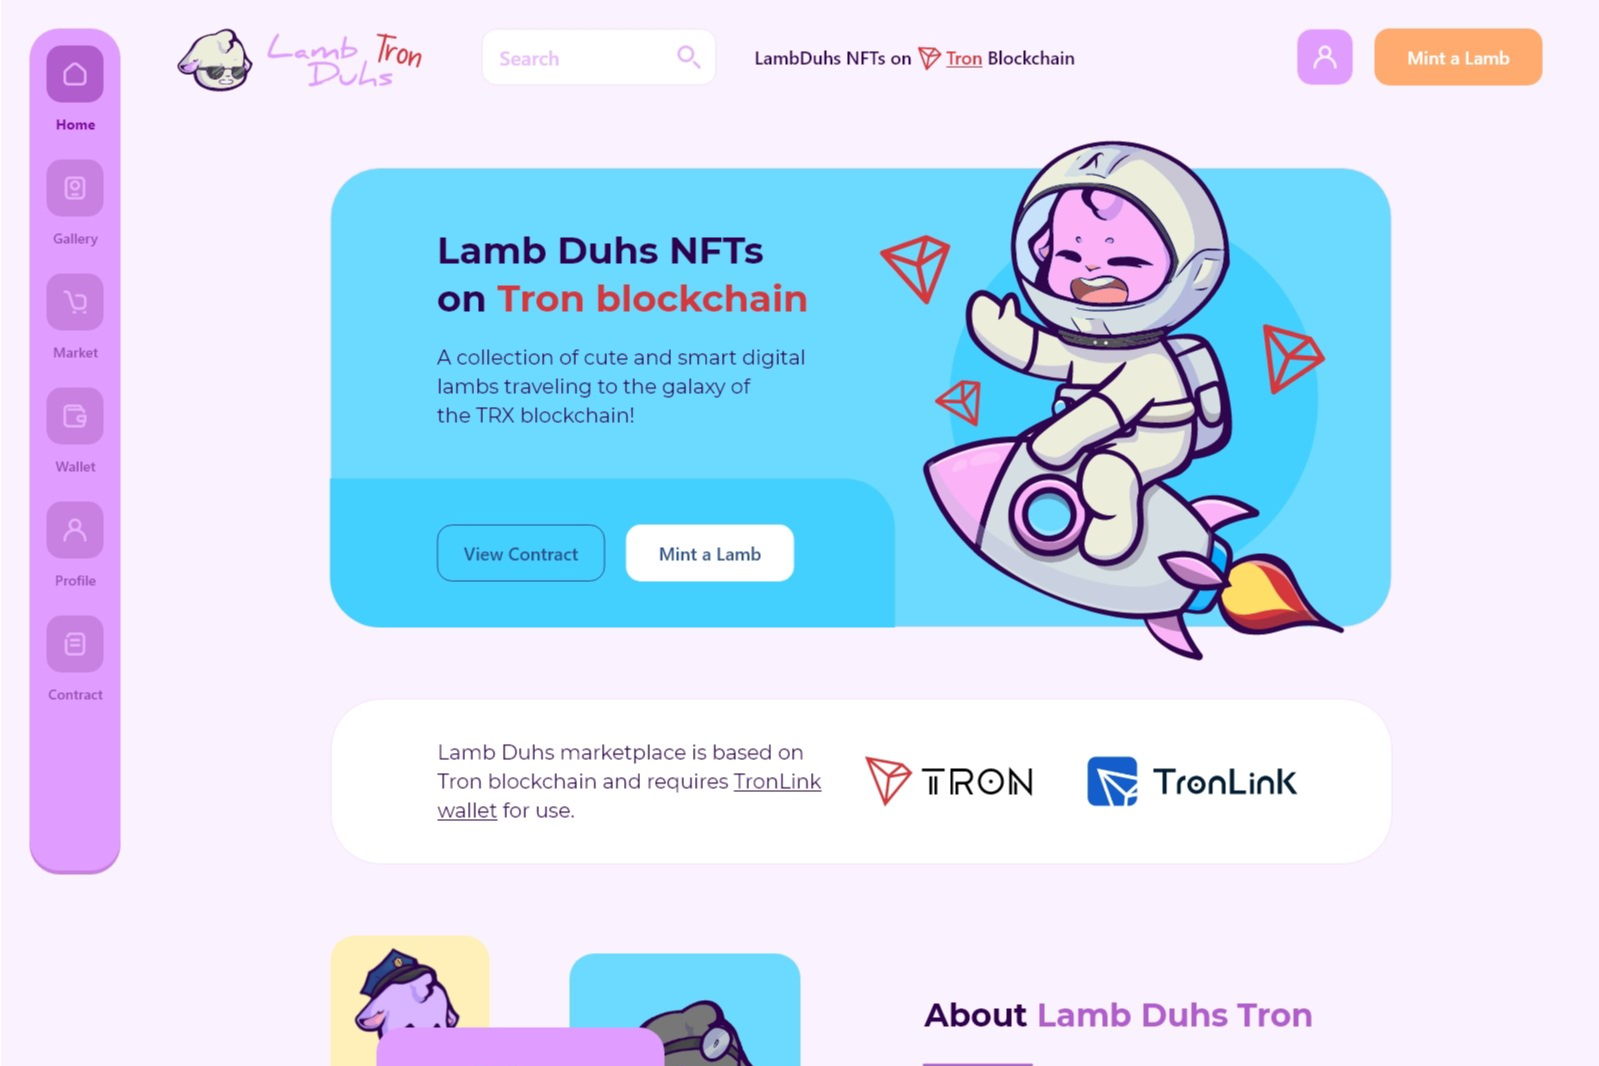 Lamb Tron
Duhs
Search
LambDuhs NFTs on Tron Blockchain
Mint a Lamb
Home
Gallery
Market
Wallet
Profile
Contract
Lamb Duhs NFTs
on Tron blockchain
A collection of cute and smart digital
lambs traveling to the galaxy of
the TRX blockchain!
View Contract
Mint a Lamb
Lamb Duhs marketplace is based on
Tron blockchain and requires TronLink
wallet for use.
TRON
TronLink
About Lamb Duhs Tron